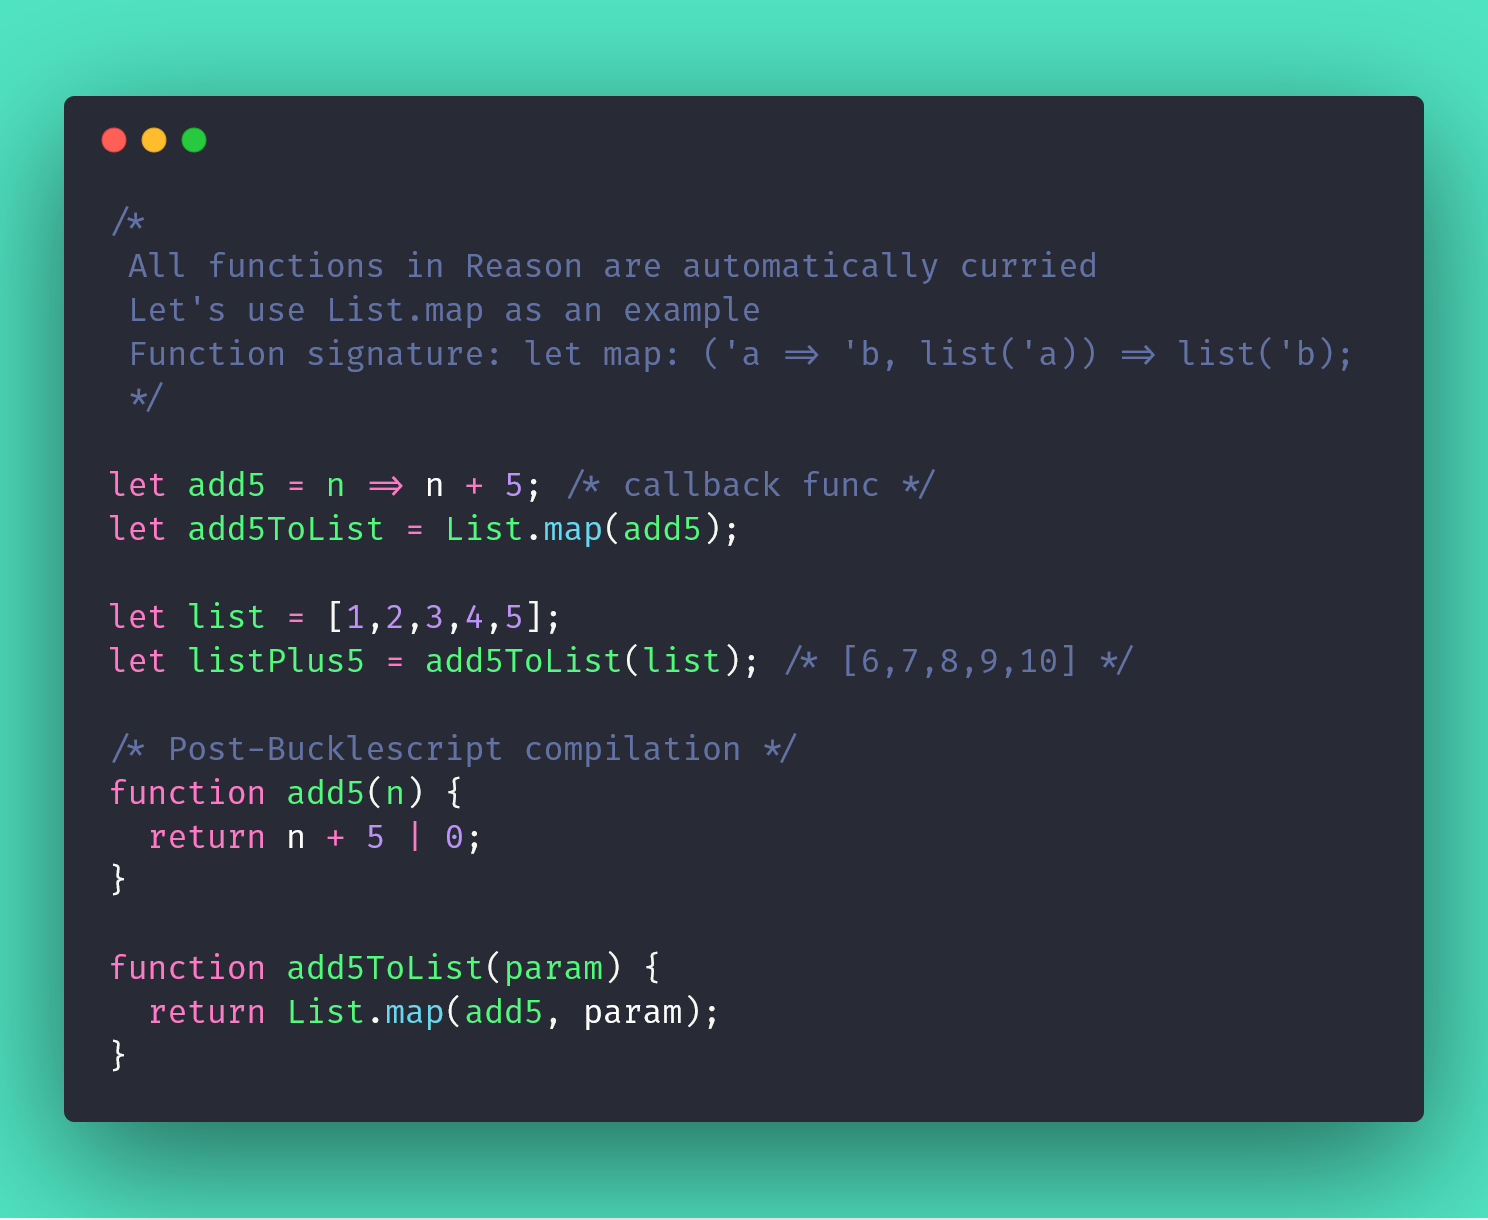 /*
 All functions in Reason are automatically curried
 Let's use List.map as an example
 Function signature: let map: ('a => 'b, list('a)) => list('b);
 */

let add5 = n => n + 5; /* callback func */
let add5ToList = List.map(add5);

let list = [1,2,3,4,5];
let listPlus5 = add5ToList(list); /* [6,7,8,9,10] */

/* Post-Bucklescript compilation */
function add5(n) {
  return n + 5 | 0;
}

function add5ToList(param) {
  return List.map(add5, param);
}